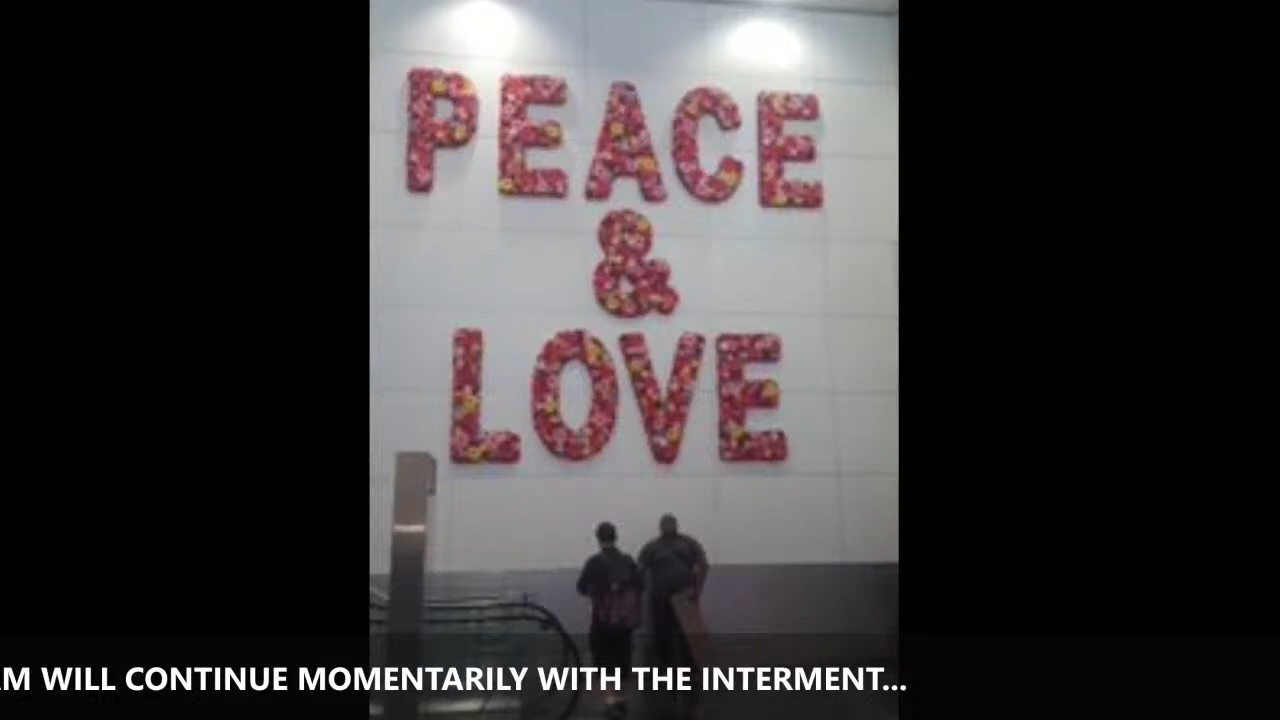 PEACE
&
LOVE
M WILL CONTINUE MOMENTARILY WITH THE INTERMENT...